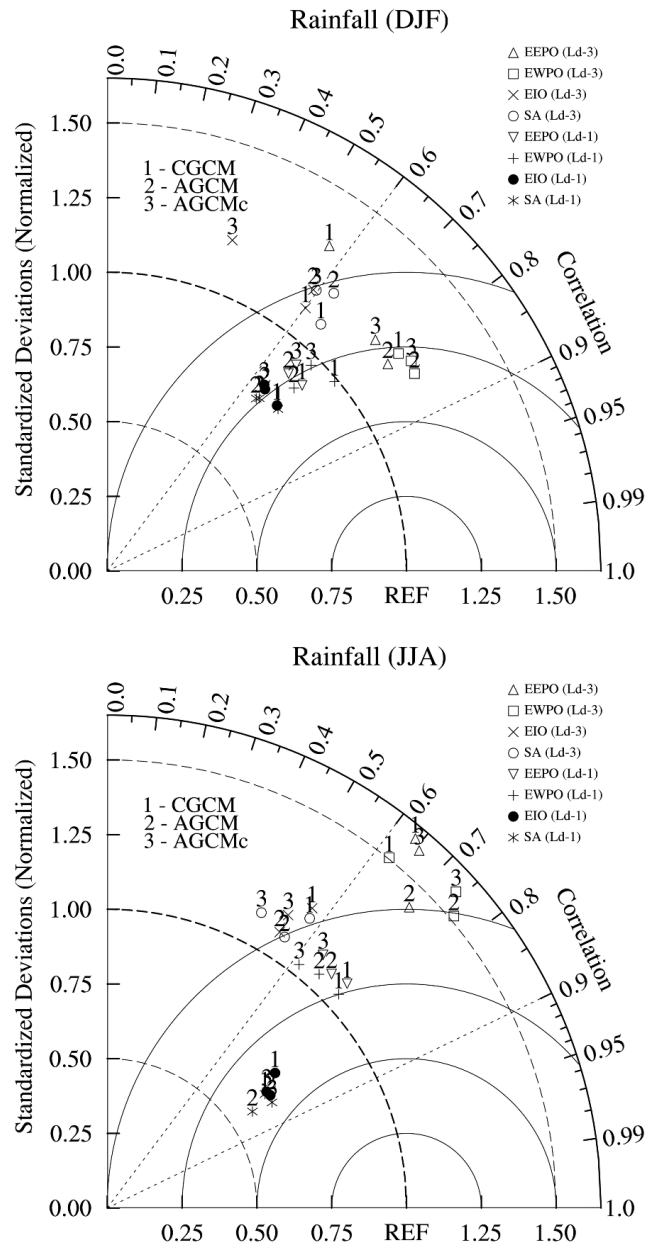 Rainfall (DJF)
0.0
0.1
0.2
0.3
0.4
0.5
0.6
0.7
0.8
0.9
0.95
0.99
1.0
Correlation
EEPO (Ld-3)
EWPO (Ld-3)
EIO (Ld-3)
SA (Ld-3)
EEPO (Ld-1)
EWPO (Ld-1)
EIO (Ld-1)
SA (Ld-1)
1 - CGCM
2 - AGCM
3 - AGCMc
Standardized Deviations (Normalized)
1.50
1.25
1.00
0.75
0.50
0.25
0.00
0.25 0.50 0.75 REF 1.25 1.50
Rainfall (JJA)
0.0
0.1
0.2
0.3
0.4
0.5
0.6
0.7
0.8
0.9
0.95
0.99
1.0
Correlation
EEPO (Ld-3)
EWPO (Ld-3)
EIO (Ld-3)
SA (Ld-3)
EEPO (Ld-1)
EWPO (Ld-1)
EIO (Ld-1)
SA (Ld-1)
1 - CGCM
2 - AGCM
3 - AGCMc
Standardized Deviations (Normalized)
1.50
1.25
1.00
0.75
0.50
0.25
0.00
0.25 0.50 0.75 REF 1.25 1.50